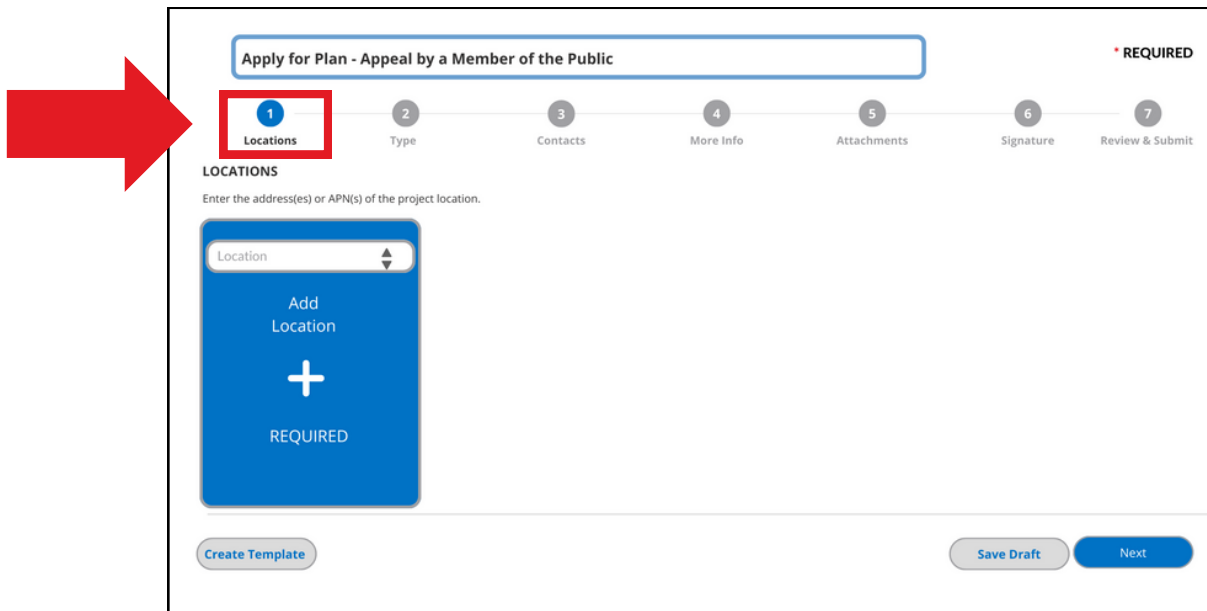 Apply for Plan - Appeal by a Member of the Public
* REQUIRED
1 2 3 4 5 6 7
Locations Type Contacts More Info Attachments Signature Review & Submit
LOCATIONS
Enter the address(es) or APN(s) of the project location.
Location
Add
Location
+
REQUIRED
Create Template Save Draft Next